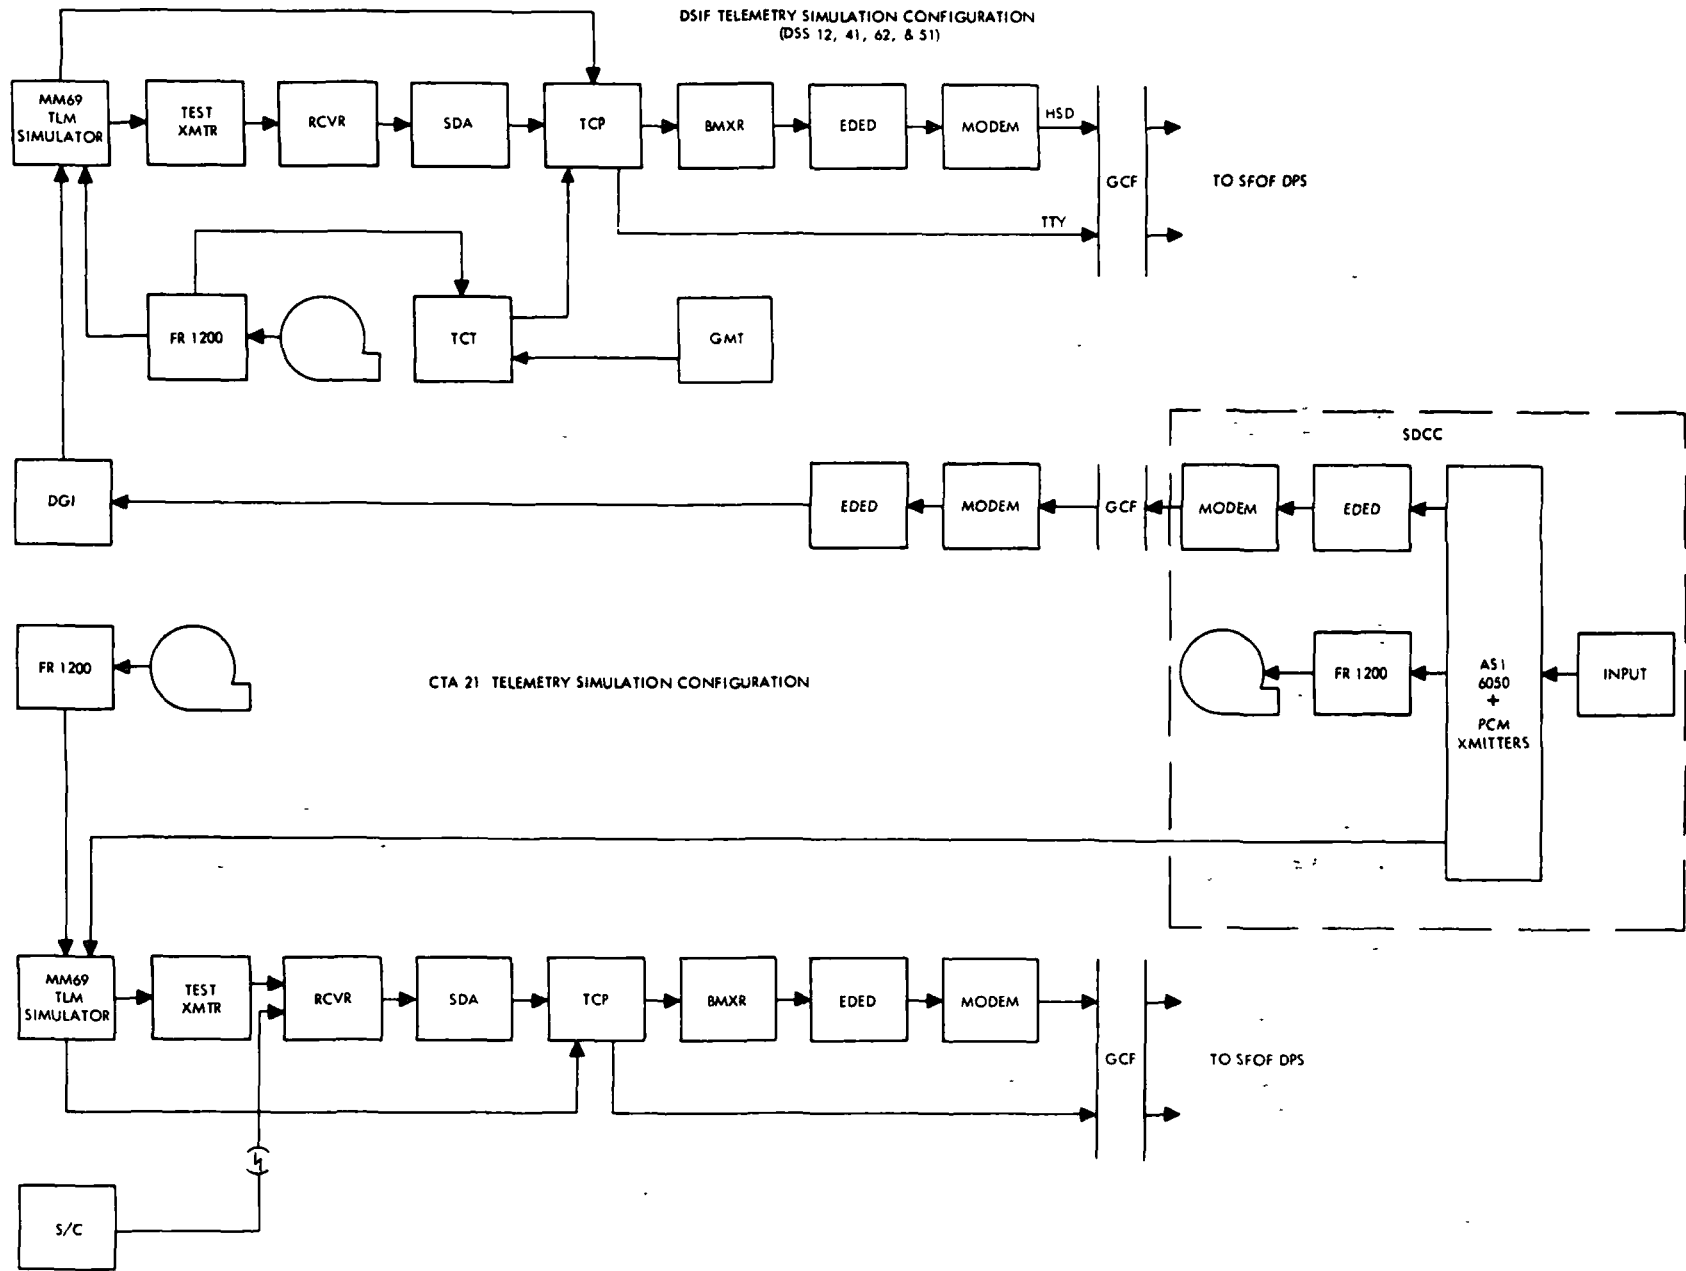 DSIF TELEMETRY SIMULATION CONFIGURATION
(DSS 12, 41, 62, & 51)
MM69
TLM
SIMULATOR
TEST
XMTR
RCVR
SDA
TCP
BMXR
EDED
MODEM
HSD
GCF
TO SFOF DPS
TTY
FR 1200
TCT
GMT
SDCC
DGI
EDED
MODEM
GCF
MODEM
EDED
FR 1200
CTA 21 TELEMETRY SIMULATION CONFIGURATION
FR 1200
ASI
6050
+
PCM
XMITTERS
INPUT
MM69
TLM
SIMULATOR
TEST
XMTR
RCVR
SDA
TCP
BMXR
EDED
MODEM
GCF
TO SFOF DPS
S/C